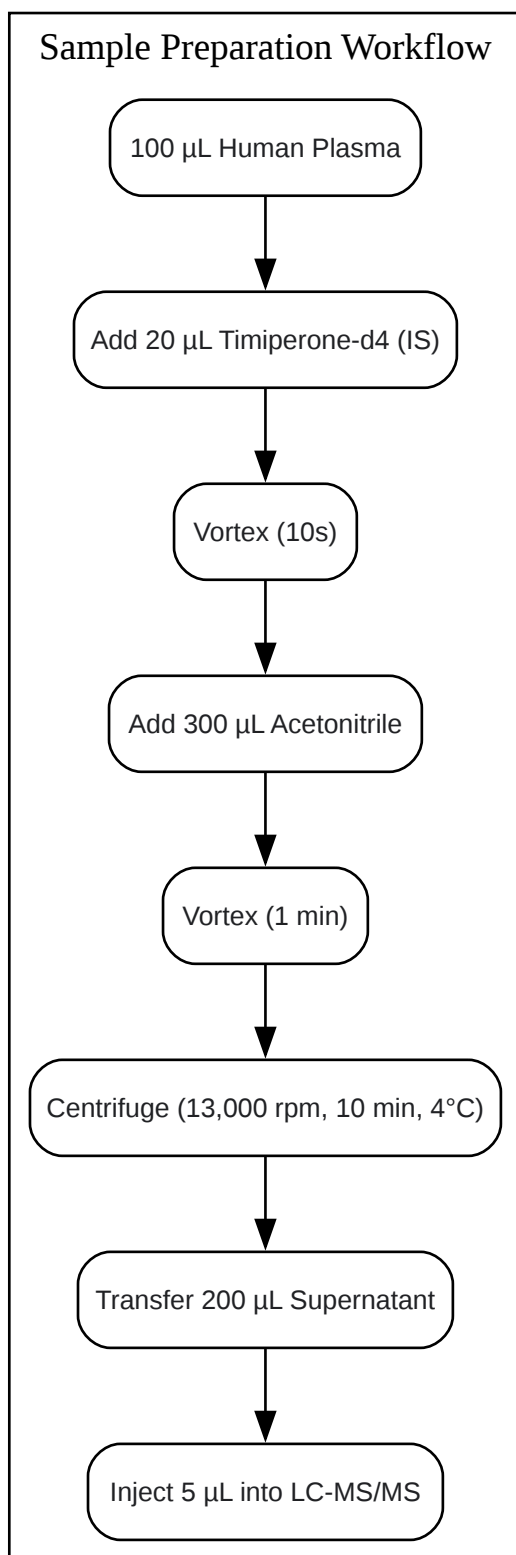 Sample Preparation Workflow
100 µL Human Plasma
Add 20 µL Timiperone-d4 (IS)
Vortex (10s)
Add 300 µL Acetonitrile
Vortex (1 min)
Centrifuge (13,000 rpm, 10 min, 4°C)
Transfer 200 µL Supernatant
Inject 5 µL into LC-MS/MS